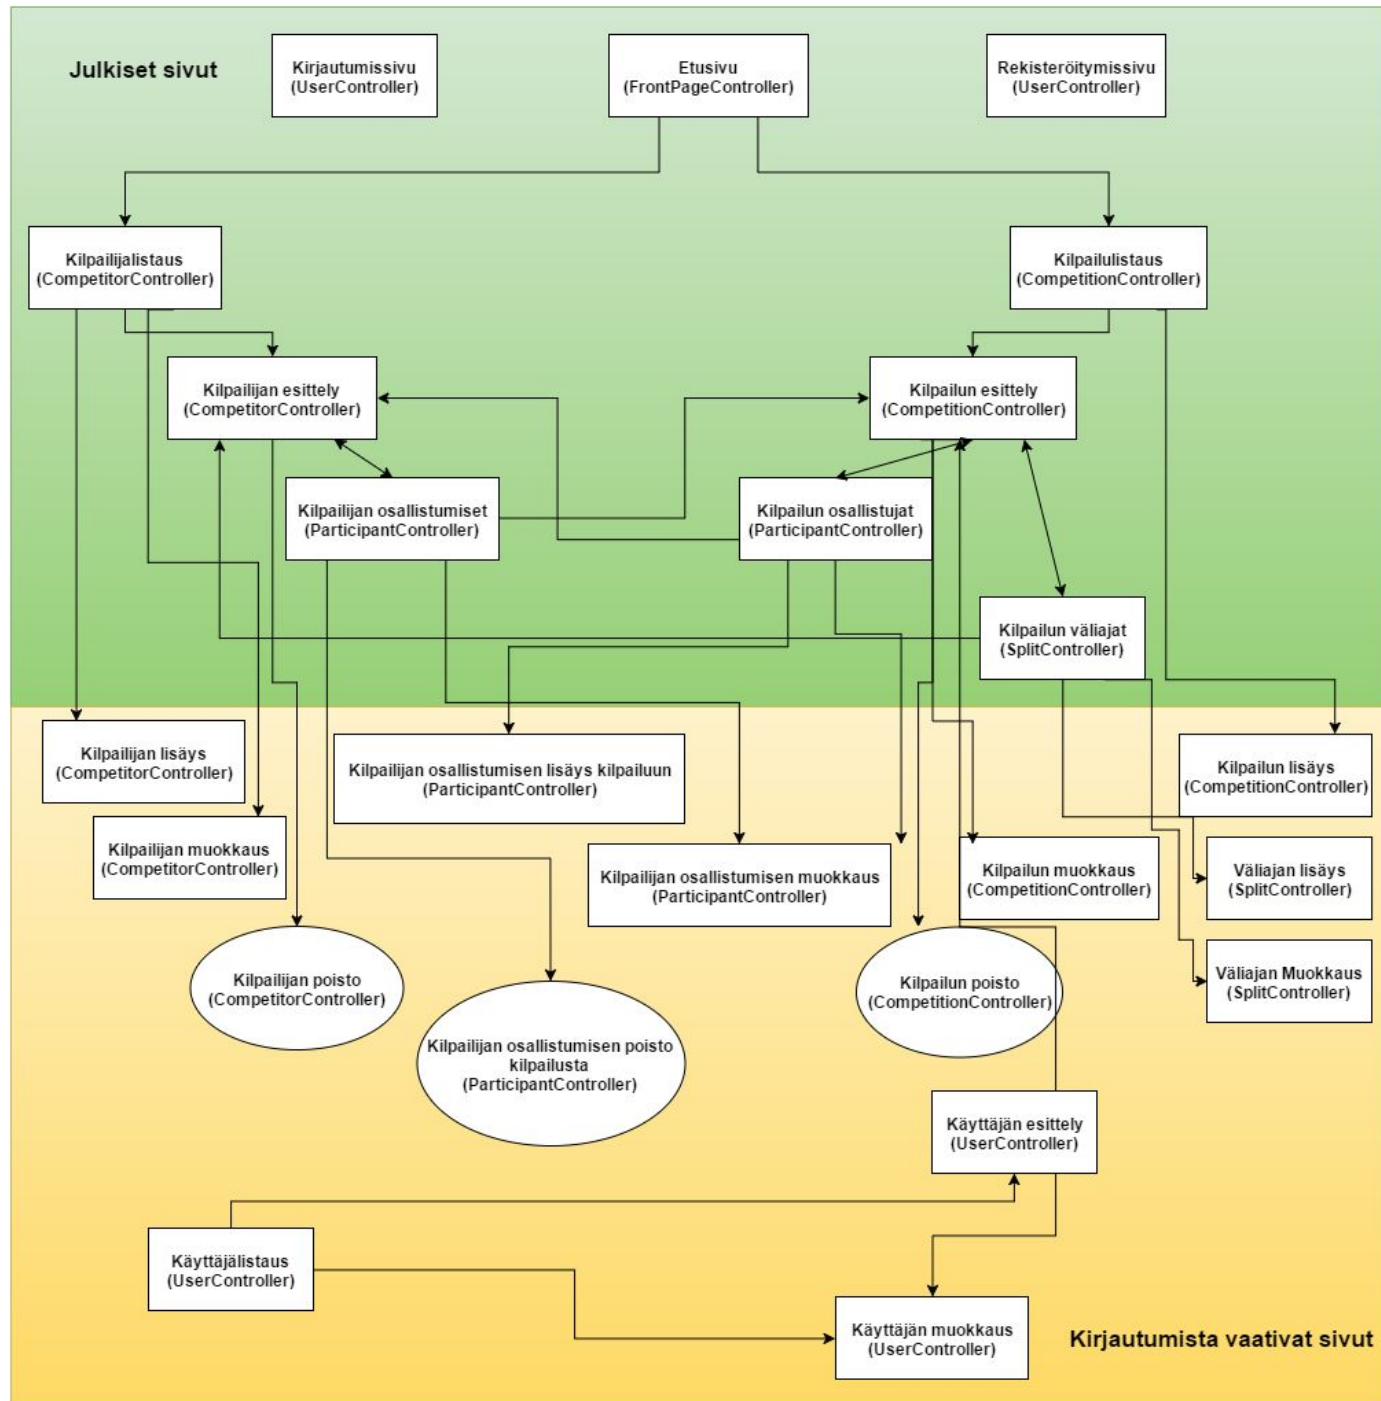 Julkiset sivut
Kirjautumissivu
(UserController)
Etusivu
(FrontPageController)
Rekisteröitymissivu
(UserController)
Kilpailijalistaus
(CompetitorController)
Kilpailulistaus
(CompetitionController)
Kilpailijan esittely
(CompetitorController)
Kilpailun esittely
(CompetitionController)
Kilpailijan osallistumiset
(ParticipantController)
Kilpailun osallistujat
(ParticipantController)
Kilpailun väliajat
(SplitController)
Kilpailijan lisäys
(CompetitorController)
Kilpailijan osallistumisen lisäys kilpailuun
(ParticipantController)
Kilpailun lisäys
(CompetitionController)
Kilpailijan muokkaus
(CompetitorController)
Kilpailijan osallistumisen muokkaus
(ParticipantController)
Kilpailun muokkaus
(CompetitionController)
Väliajan lisäys
(SplitController)
Kilpailijan poisto
(CompetitorController)
Kilpailun poisto
(CompetitionController)
Väliajan Muokkaus
(SplitController)
Kilpailijan osallistumisen poisto
kilpailusta
(ParticipantController)
Käyttäjän esittely
(UserController)
Käyttäjälistaus
(UserController)
Käyttäjän muokkaus
(UserController)
Kirjautumista vaativat sivut